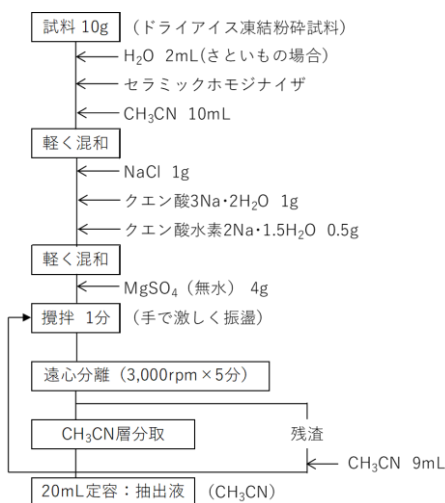 試料 10g (ドライアイス凍結粉砕試料)
H₂O 2mL(さといもの場合)
セラミックホモジナイザ
CH₃CN 10mL
軽く混和
NaCl 1g
クエン酸3Na・2H₂O 1g
クエン酸水素2Na・1.5H₂O 0.5g
軽く混和
MgSO₄(無水) 4g
攪拌 1分 (手で激しく振盪)
遠心分離(3,000rpm×5分)
CH₃CN層分取 残渣
CH₃CN 9mL
20mL定容:抽出液 (CH₃CN)